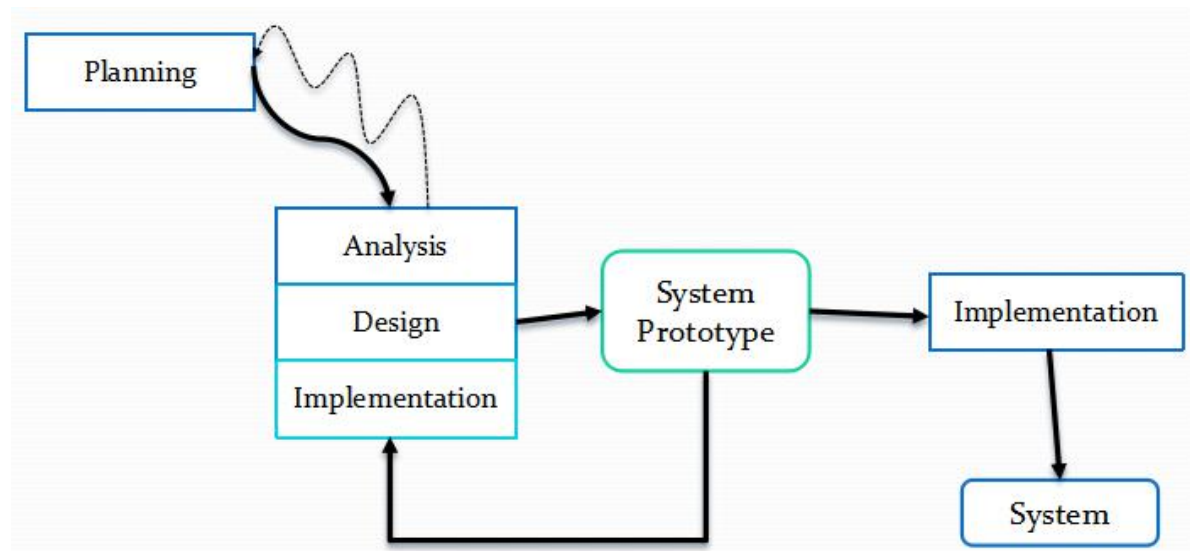 Planning
Analysis
Design
Implementation
System
Prototype
Implementation
System